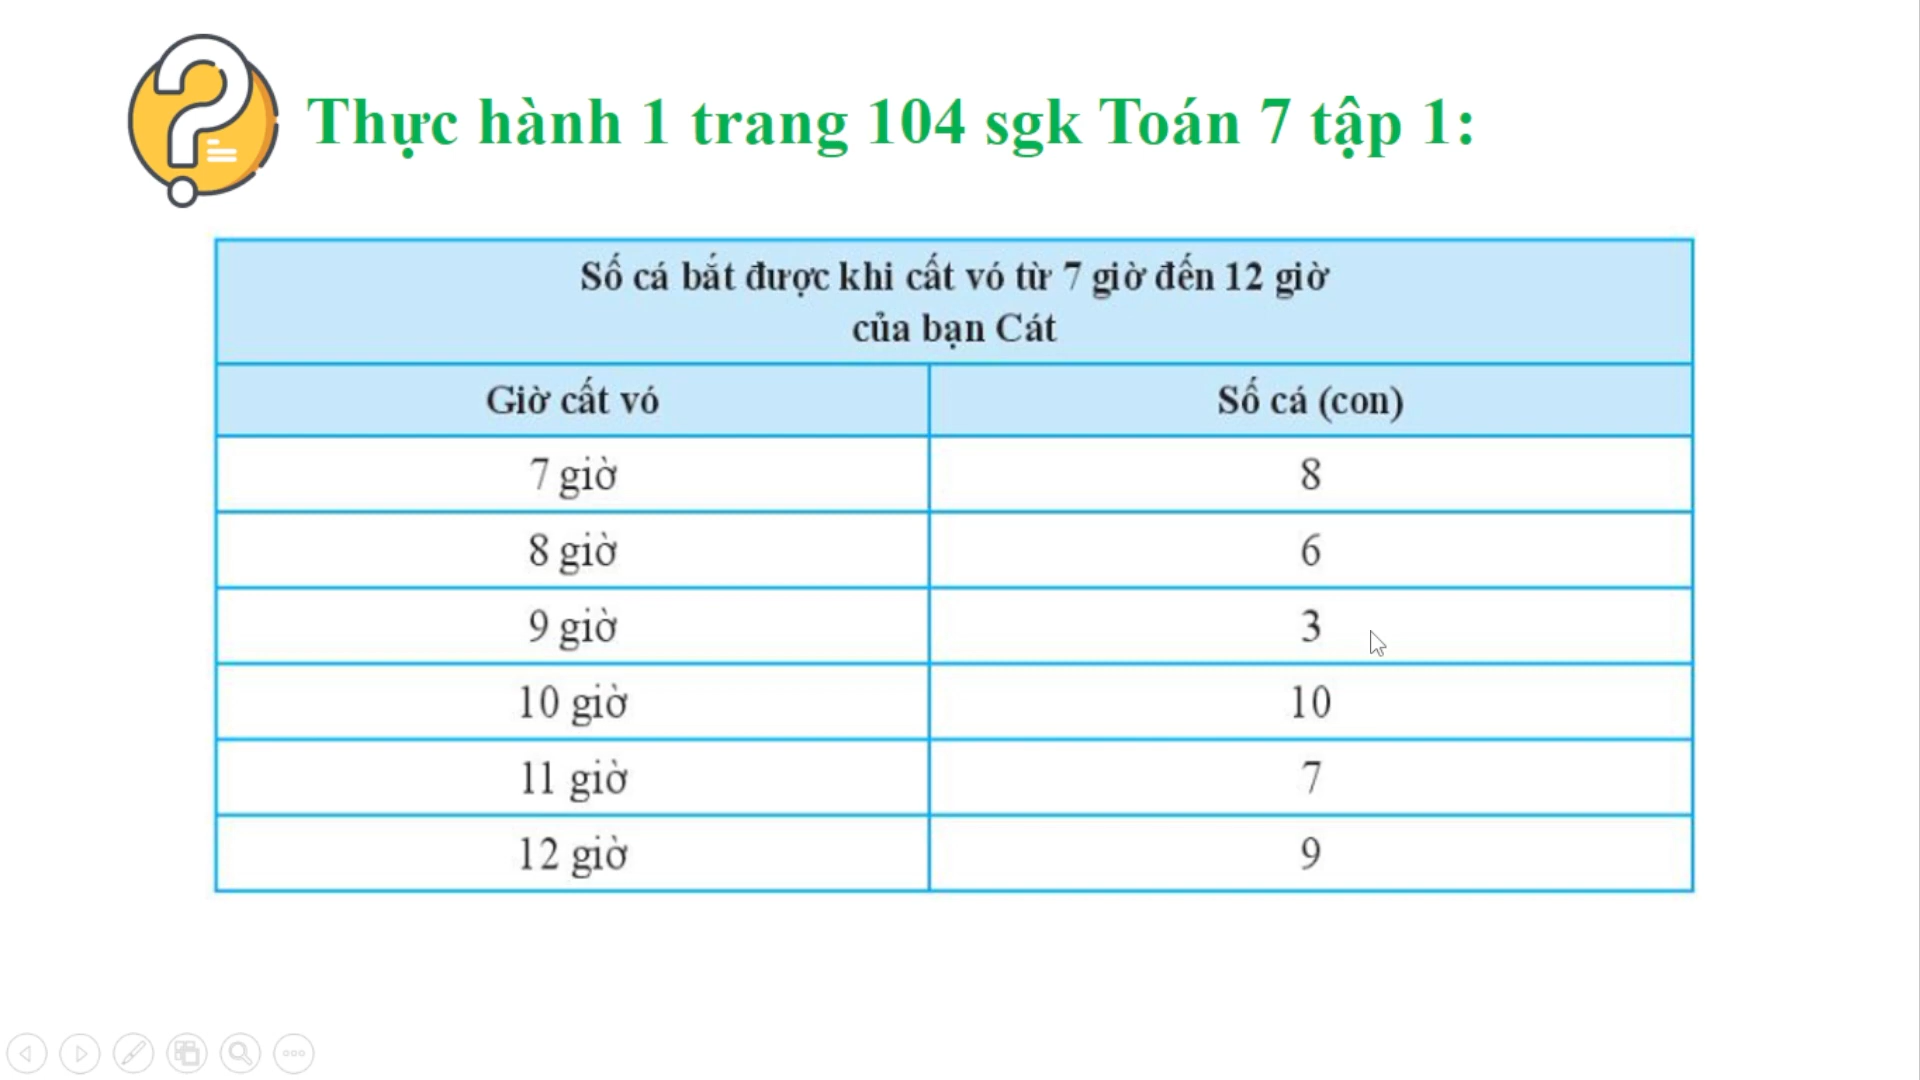 Thực hành 1 trang 104 sgk Toán 7 tập 1:
Số cá bắt được khi cất vó từ 7 giờ đến 12 giờ
của bạn Cát
Giờ cất vó Số cá (con)
7 giờ 8
8 giờ 6
9 giờ 3
10 giờ 10
11 giờ 7
12 giờ 9